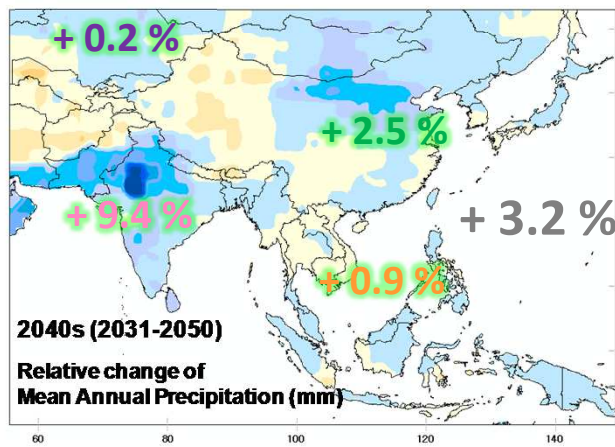 + 0.2 %
+ 2.5 %
+ 9.4 %
+ 3.2 %
+ 0.9 %
2040s (2031-2050)
Relative change of
Mean Annual Precipitation (mm)
60 80 100 120 140